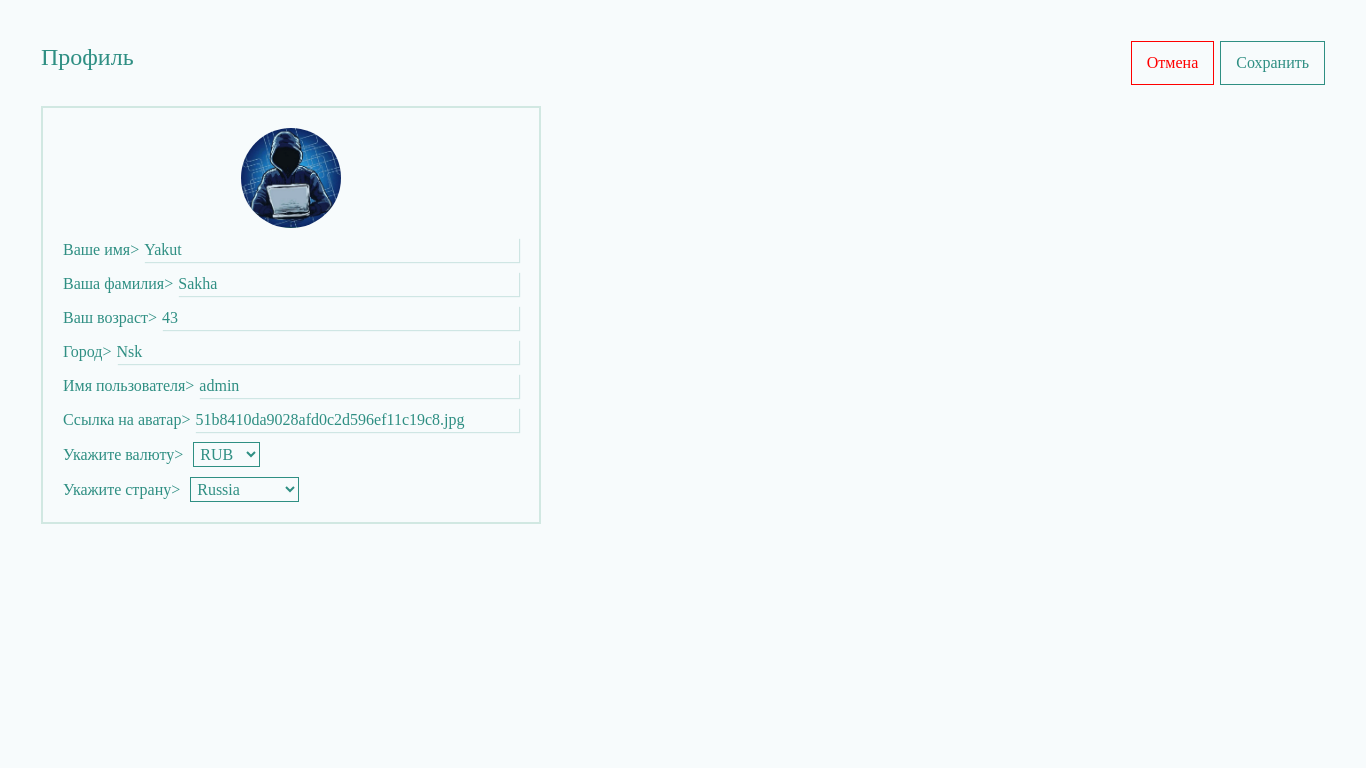 Профиль
Отмена
Сохранить
Ваше имя> Yakut
Ваша фамилия> Sakha
Ваш возраст> 43
Город> Nsk
Имя пользователя> admin
Ссылка на аватар> 51b8410da9028afd0c2d596ef11c19c8.jpg
Укажите валюту> RUB
Укажите страну> Russia